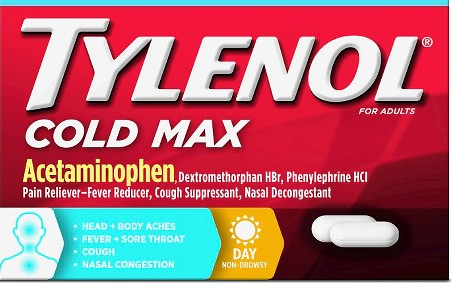 TYLENOL®
FOR ADULTS
COLD MAX
Acetaminophen, Dextromethorphan HBr, Phenylephrine HCl
Pain Reliever–Fever Reducer, Cough Suppressant, Nasal Decongestant
• HEAD + BODY ACHES
• FEVER + SORE THROAT
• COUGH
• NASAL CONGESTION
DAY
NON-DROWSY